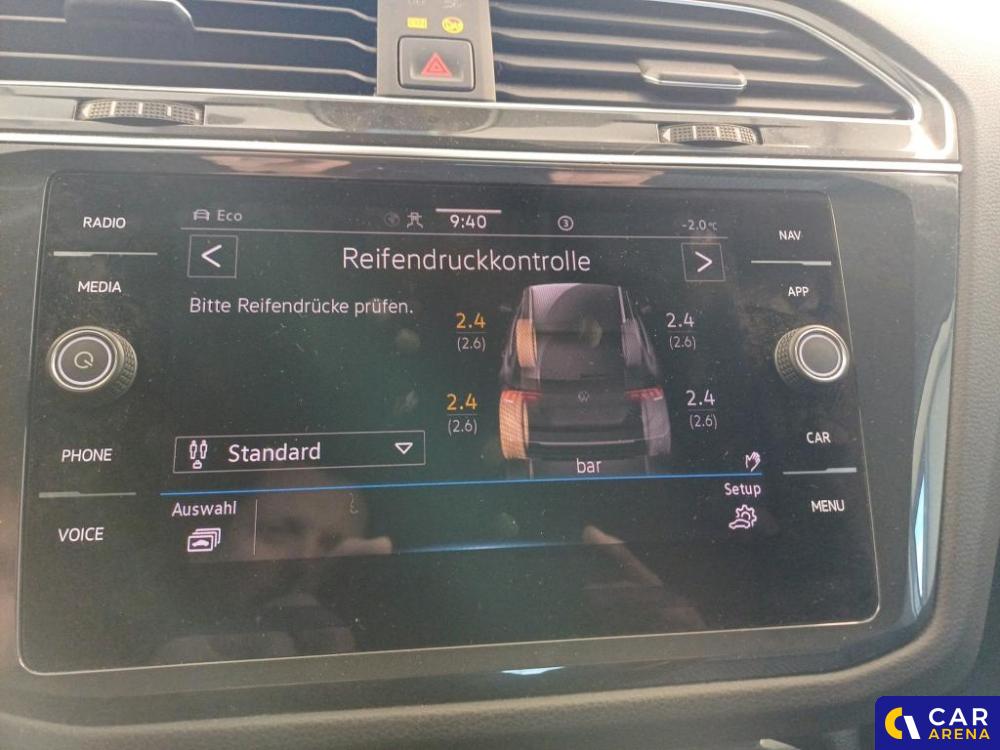 RADIO
MEDIA
PHONE
VOICE
Eco
9:40
3
-2.0°C
<
Reifendruckkontrolle
>
Bitte Reifendrücke prüfen.
2.4
(2.6)
2.4
(2.6)
2.4
(2.6)
2.4
(2.6)
Standard
bar
Auswahl
Setup
NAV
APP
CAR
MENU
CAR
ARENA